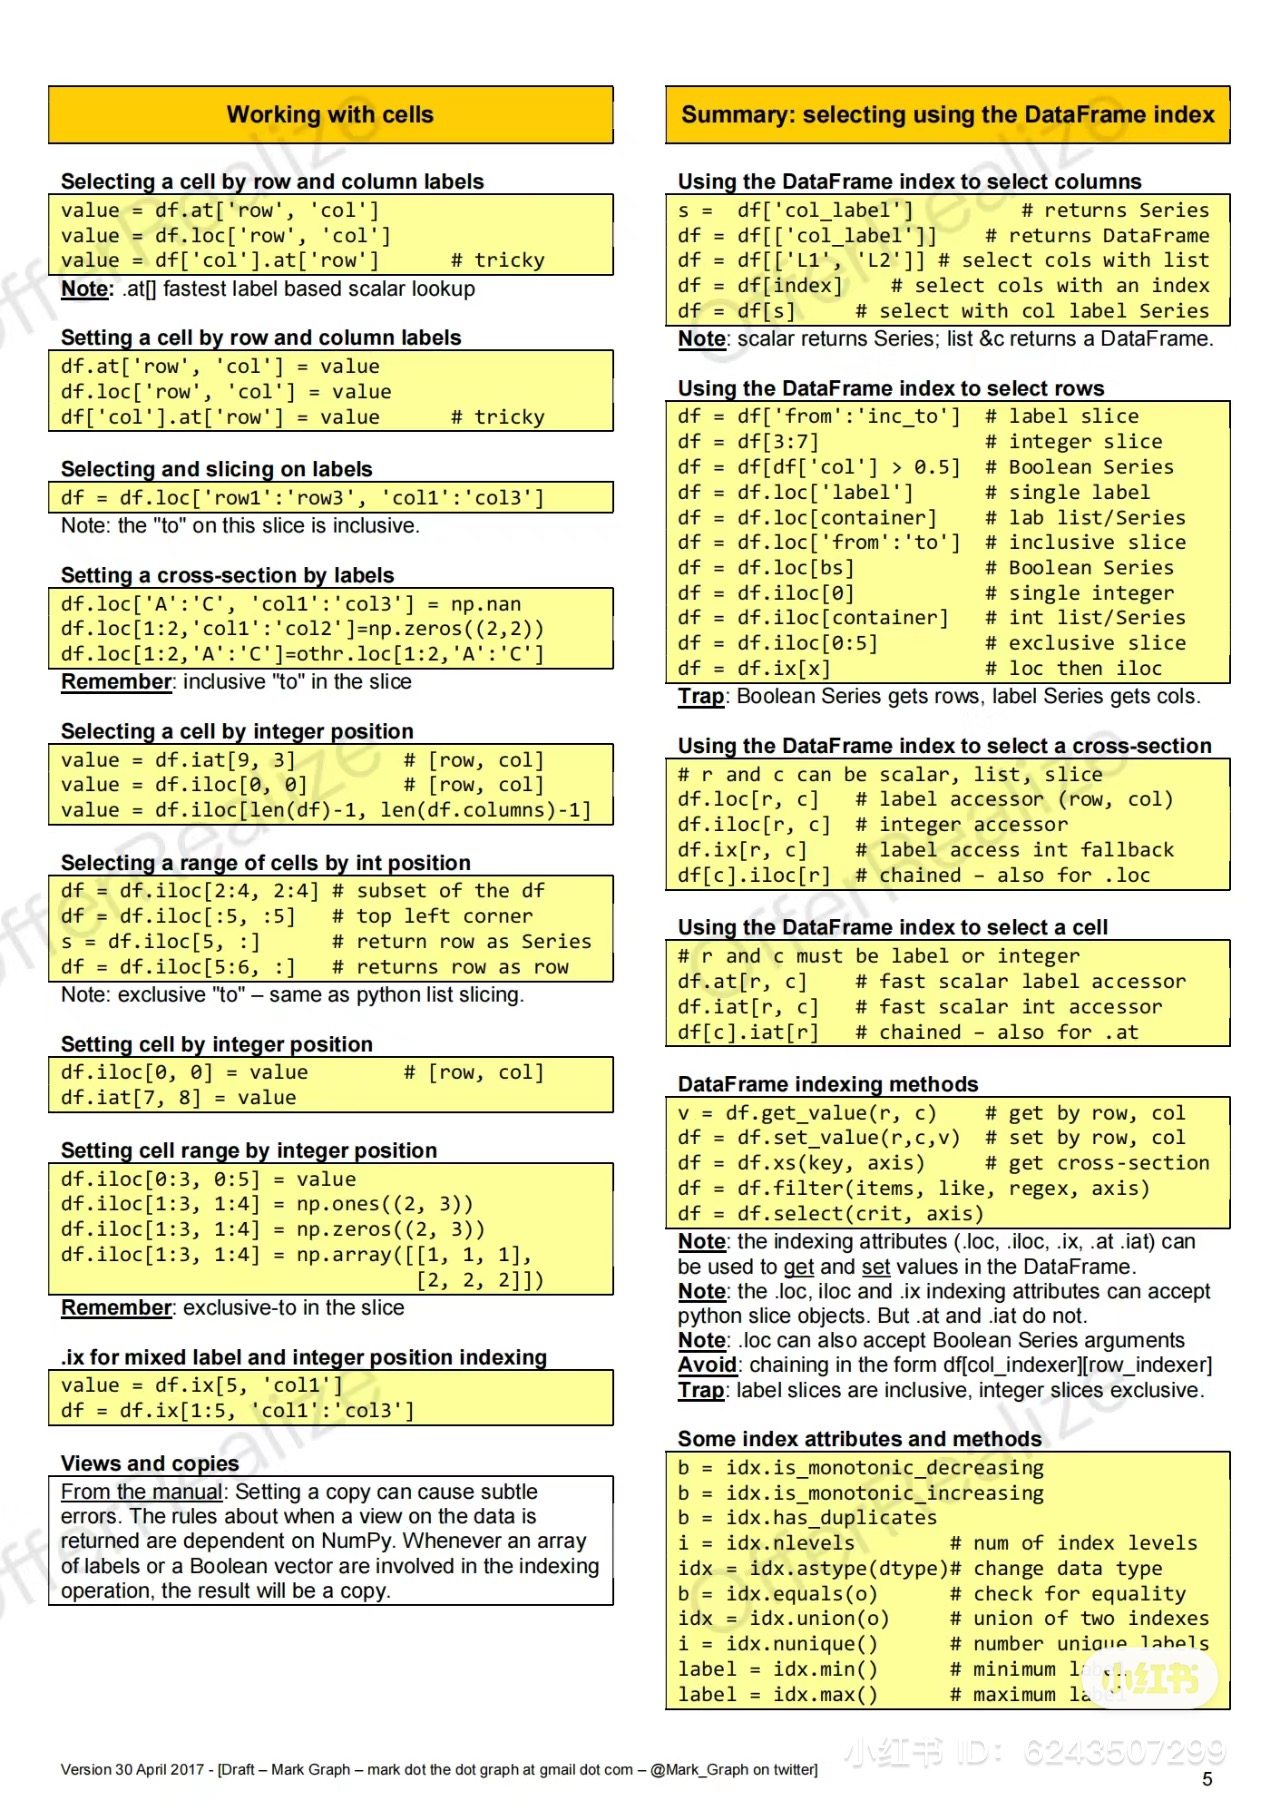 Working with cells
Selecting a cell by row and column labels
value = df.at['row', 'col']
value = df.loc['row', 'col']
value = df['col'].at['row']      # tricky
Note: .at[] fastest label based scalar lookup
Setting a cell by row and column labels
df.at['row', 'col'] = value
df.loc['row', 'col'] = value
df['col'].at['row'] = value      # tricky
Selecting and slicing on labels
df = df.loc['row1':'row3', 'col1':'col3']
Note: the "to" on this slice is inclusive.
Setting a cross-section by labels
df.loc['A':'C', 'col1':'col3'] = np.nan
df.loc[1:2,'col1':'col2']=np.zeros((2,2))
df.loc[1:2,'A':'C']=othr.loc[1:2,'A':'C']
Remember: inclusive "to" in the slice
Selecting a cell by integer position
value = df.iat[9, 3]         # [row, col]
value = df.iloc[0, 0]        # [row, col]
value = df.iloc[len(df)-1, len(df.columns)-1]
Selecting a range of cells by int position
df = df.iloc[2:4, 2:4] # subset of the df
df = df.iloc[:5, :5]   # top left corner
s = df.iloc[5, :]      # return row as Series
df = df.iloc[5:6, :]   # returns row as row
Note: exclusive "to" – same as python list slicing.
Setting cell by integer position
df.iloc[0, 0] = value        # [row, col]
df.iat[7, 8] = value
Setting cell range by integer position
df.iloc[0:3, 0:5] = value
df.iloc[1:3, 1:4] = np.ones((2, 3))
df.iloc[1:3, 1:4] = np.zeros((2, 3))
df.iloc[1:3, 1:4] = np.array([[1, 1, 1],
                              [2, 2, 2]])
Remember: exclusive-to in the slice
.ix for mixed label and integer position indexing
value = df.ix[5, 'col1']
df = df.ix[1:5, 'col1':'col3']
Views and copies
From the manual: Setting a copy can cause subtle
errors. The rules about when a view on the data is
returned are dependent on NumPy. Whenever an array
of labels or a Boolean vector are involved in the indexing
operation, the result will be a copy.
Summary: selecting using the DataFrame index
Using the DataFrame index to select columns
s =  df['col_label']         # returns Series
df = df[['col_label']]    # returns DataFrame
df = df[['L1', 'L2']] # select cols with list
df = df[index]    # select cols with an index
df = df[s]     # select with col label Series
Note: scalar returns Series; list &c returns a DataFrame.
Using the DataFrame index to select rows
df = df['from':'inc_to']  # label slice
df = df[3:7]              # integer slice
df = df[df['col'] > 0.5]  # Boolean Series
df = df.loc['label']      # single label
df = df.loc[container]    # lab list/Series
df = df.loc['from':'to']  # inclusive slice
df = df.loc[bs]           # Boolean Series
df = df.iloc[0]           # single integer
df = df.iloc[container]   # int list/Series
df = df.iloc[0:5]         # exclusive slice
df = df.ix[x]             # loc then iloc
Trap: Boolean Series gets rows, label Series gets cols.
Using the DataFrame index to select a cross-section
# r and c can be scalar, list, slice
df.loc[r, c]   # label accessor (row, col)
df.iloc[r, c]  # integer accessor
df.ix[r, c]    # label access int fallback
df[c].iloc[r]  # chained – also for .loc
Using the DataFrame index to select a cell
# r and c must be label or integer
df.at[r, c]    # fast scalar label accessor
df.iat[r, c]   # fast scalar int accessor
df[c].iat[r]   # chained – also for .at
DataFrame indexing methods
v = df.get_value(r, c)    # get by row, col
df = df.set_value(r,c,v)  # set by row, col
df = df.xs(key, axis)     # get cross-section
df = df.filter(items, like, regex, axis)
df = df.select(crit, axis)
Note: the indexing attributes (.loc, .iloc, .ix, .at .iat) can
be used to get and set values in the DataFrame.
Note: the .loc, iloc and .ix indexing attributes can accept
python slice objects. But .at and .iat do not.
Note: .loc can also accept Boolean Series arguments
Avoid: chaining in the form df[col_indexer][row_indexer]
Trap: label slices are inclusive, integer slices exclusive.
Some index attributes and methods
b = idx.is_monotonic_decreasing
b = idx.is_monotonic_increasing
b = idx.has_duplicates
i = idx.nlevels        # num of index levels
idx = idx.astype(dtype)# change data type
b = idx.equals(o)      # check for equality
idx = idx.union(o)     # union of two indexes
i = idx.nunique()      # number unique labels
label = idx.min()      # minimum label
label = idx.max()      # maximum label
小红书
小红书 ID: 6243507299
Version 30 April 2017 - [Draft – Mark Graph – mark dot the dot graph at gmail dot com – @Mark_Graph on twitter]
5
OfferRealize
OfferRealize
OfferRealize
OfferRealize
OfferRealize
OfferRealize